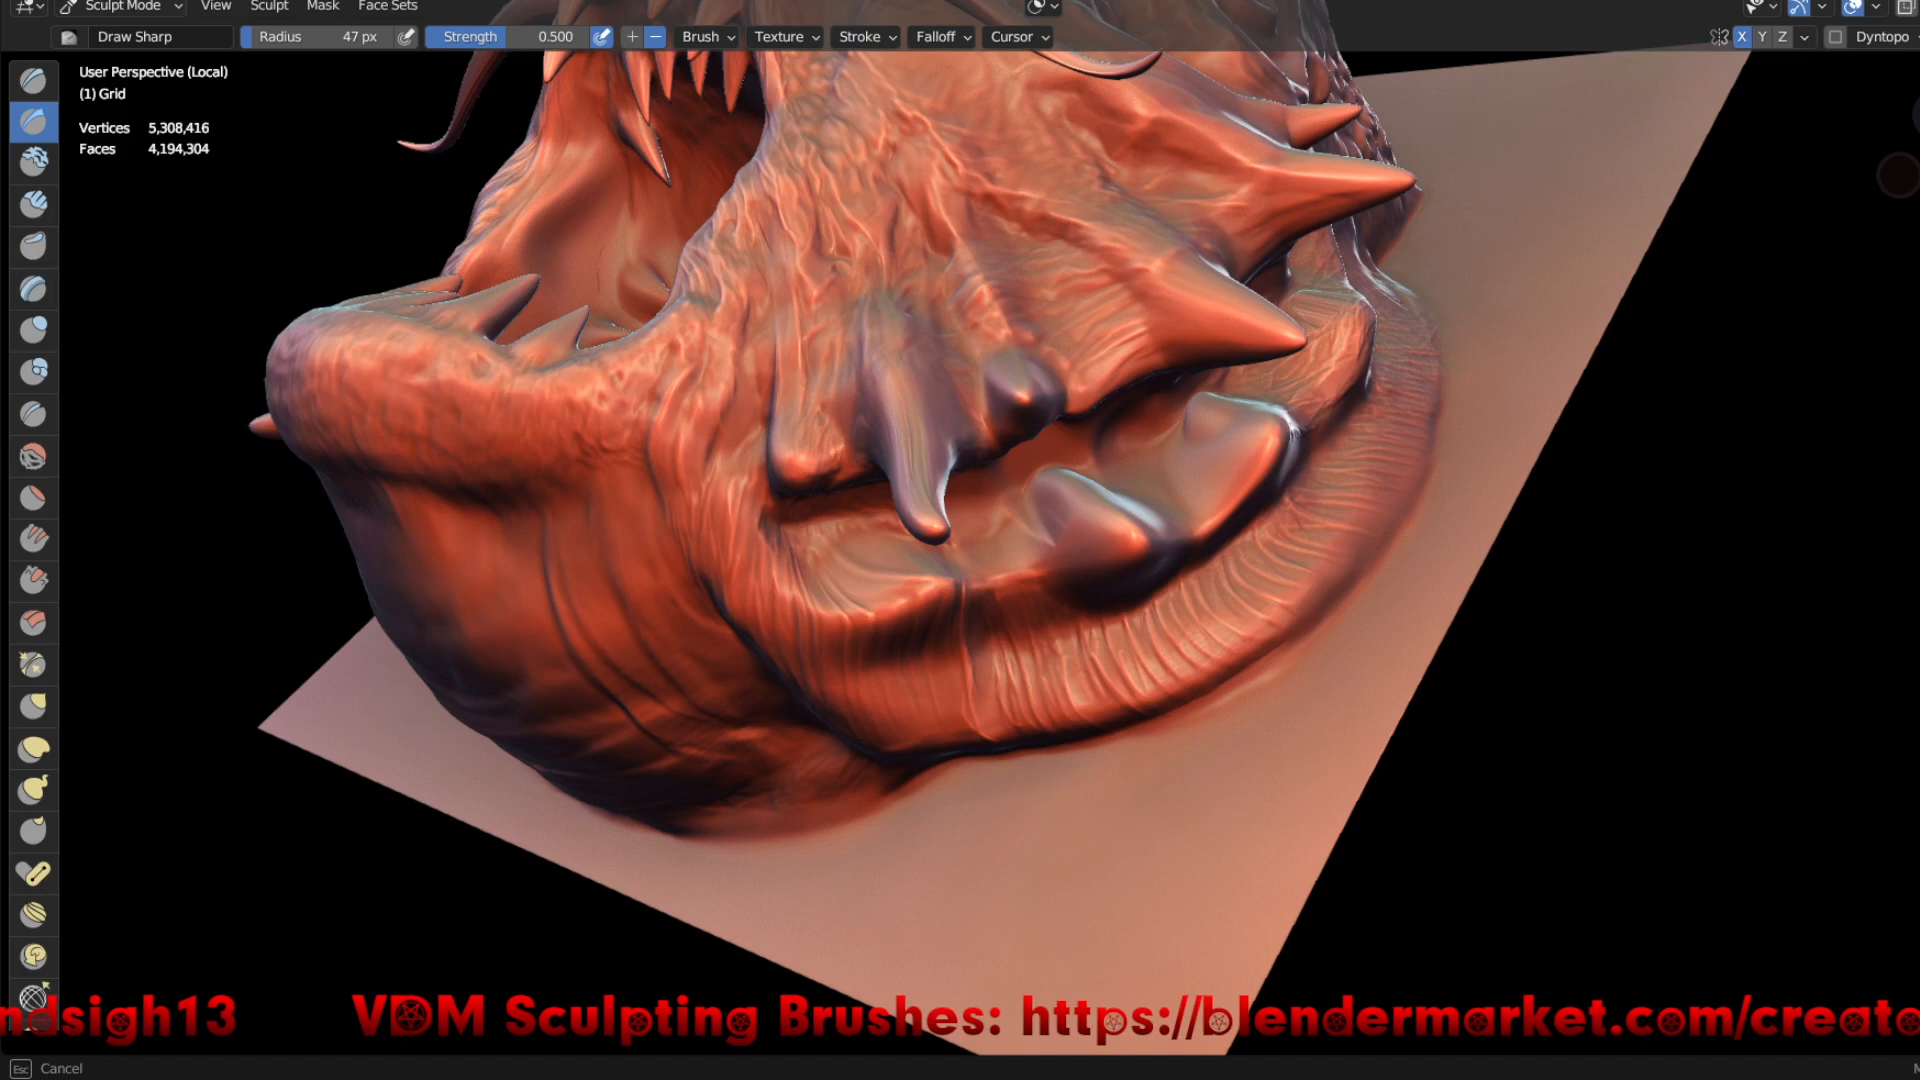 Sculpt Mode View Sculpt Mask Face Sets
Draw Sharp Radius 47 px Strength 0.500 Brush Texture Stroke Falloff Cursor X Y Z Dyntopo
User Perspective (Local)
(1) Grid
Vertices 5,308,416
Faces 4,194,304
ndsigh13 VDM Sculpting Brushes: https://blendermarket.com/creato
Esc Cancel